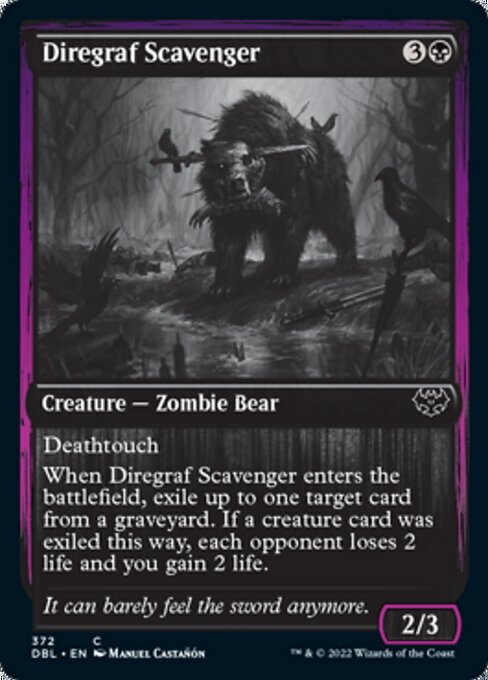 Diregraf Scavenger 3
Creature — Zombie Bear
Deathtouch
When Diregraf Scavenger enters the
battlefield, exile up to one target card
from a graveyard. If a creature card was
exiled this way, each opponent loses 2
life and you gain 2 life.
It can barely feel the sword anymore.
2/3
372 C
DBL • EN Manuel Castañón
™ & © 2022 Wizards of the Coast